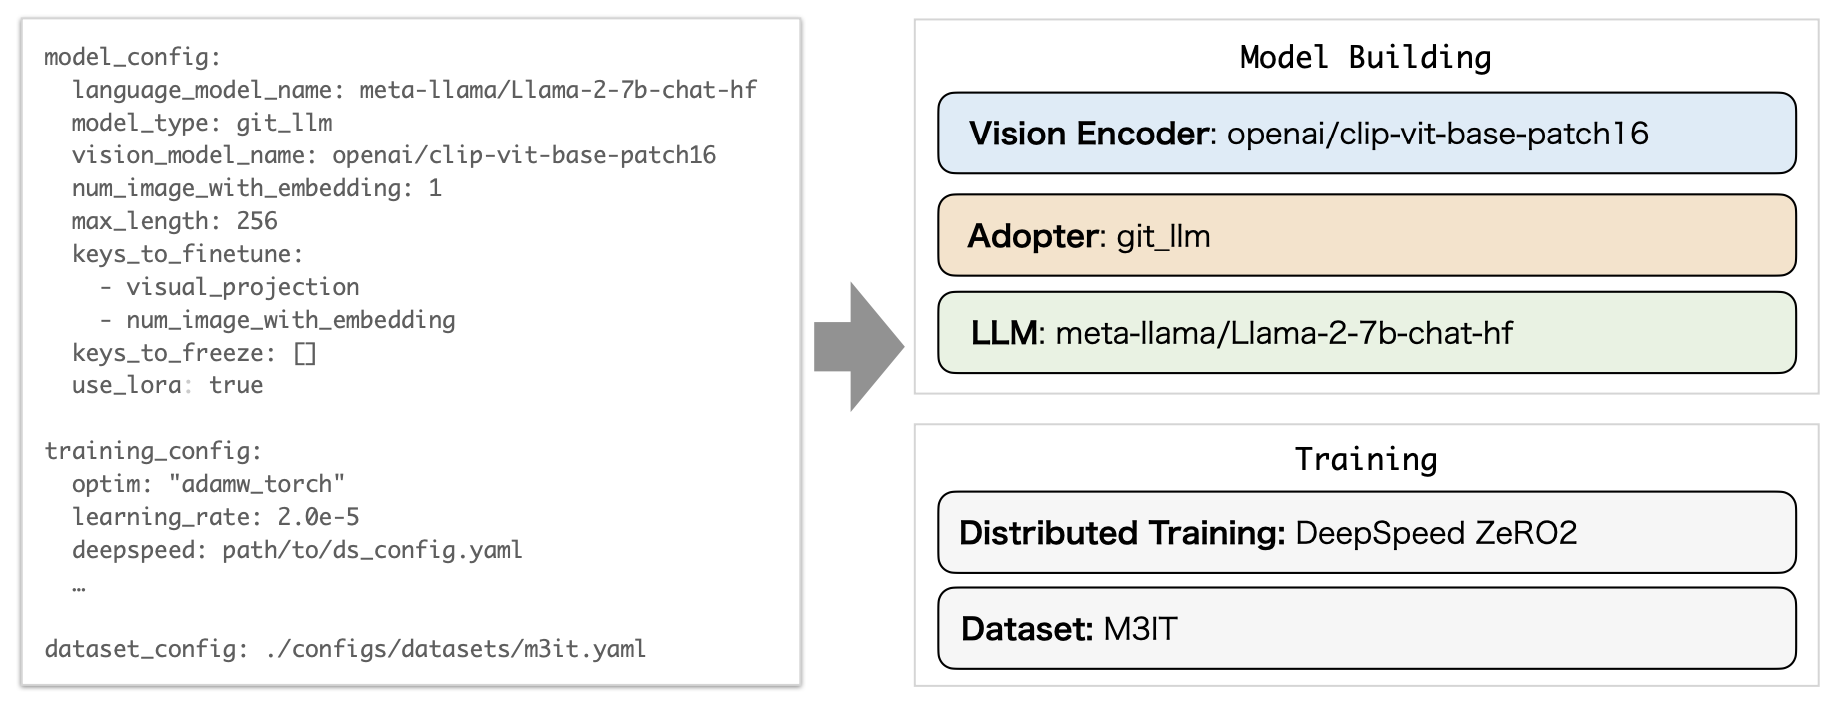 model_config:
language_model_name: meta-llama/Llama-2-7b-chat-hf
model_type: git_llm
vision_model_name: openai/clip-vit-base-patch16
num_image_with_embedding: 1
max_length: 256
keys_to_finetune:
- visual_projection
- num_image_with_embedding
keys_to_freeze: []
use_lora: true
training_config:
optim: "adamw_torch"
learning_rate: 2.0e-5
deepspeed: path/to/ds_config.yaml
…
dataset_config: ./configs/datasets/m3it.yaml
Model Building
Vision Encoder: openai/clip-vit-base-patch16
Adopter: git_llm
LLM: meta-llama/Llama-2-7b-chat-hf
Training
Distributed Training: DeepSpeed ZeRO2
Dataset: M3IT